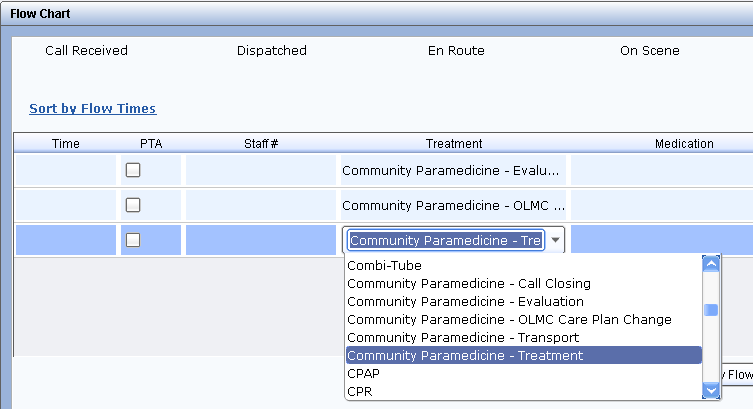 Flow Chart
Call Received Dispatched En Route On Scene
Sort by Flow Times
Time PTA Staff # Treatment Medication
Community Paramedicine - Evalu...
Community Paramedicine - OLMC ...
Community Paramedicine - Tre
Combi-Tube
Community Paramedicine - Call Closing
Community Paramedicine - Evaluation
Community Paramedicine - OLMC Care Plan Change
Community Paramedicine - Transport
Community Paramedicine - Treatment
CPAP
y Flow
CPR